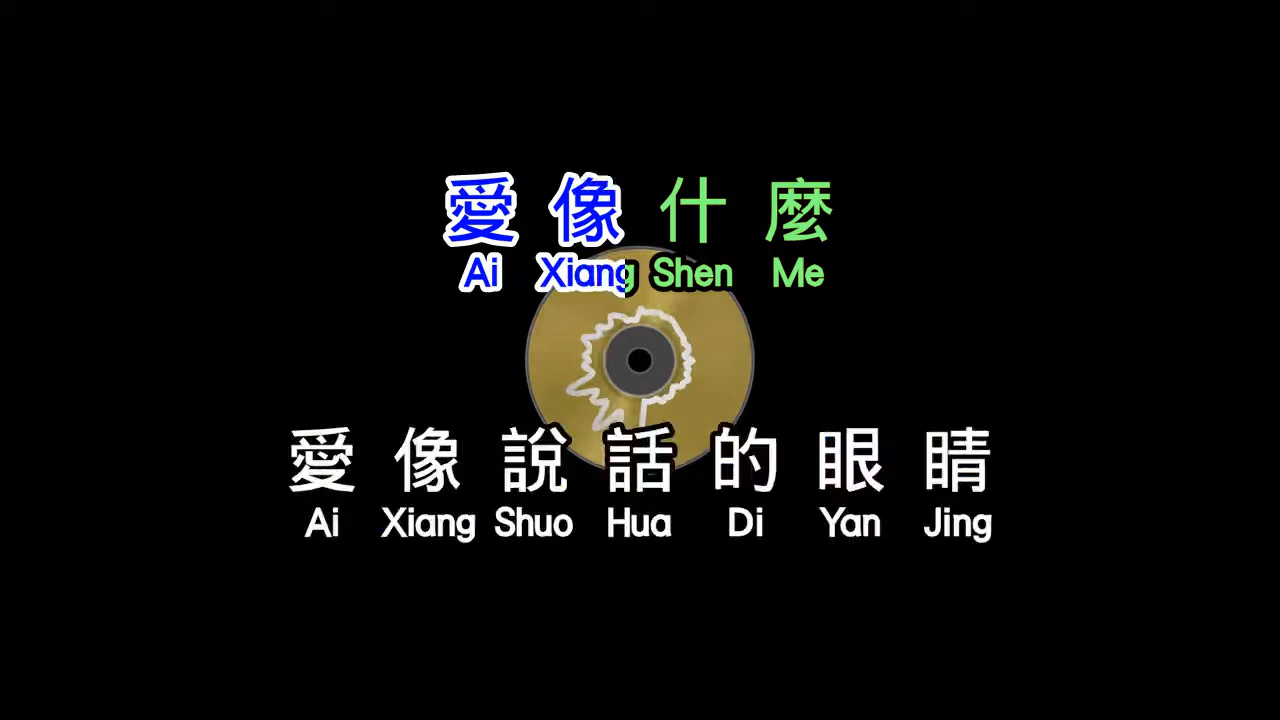 愛 像 什 麼
Ai Xiang Shen Me
愛 像 說 話 的 眼 睛
Ai Xiang Shuo Hua Di Yan Jing